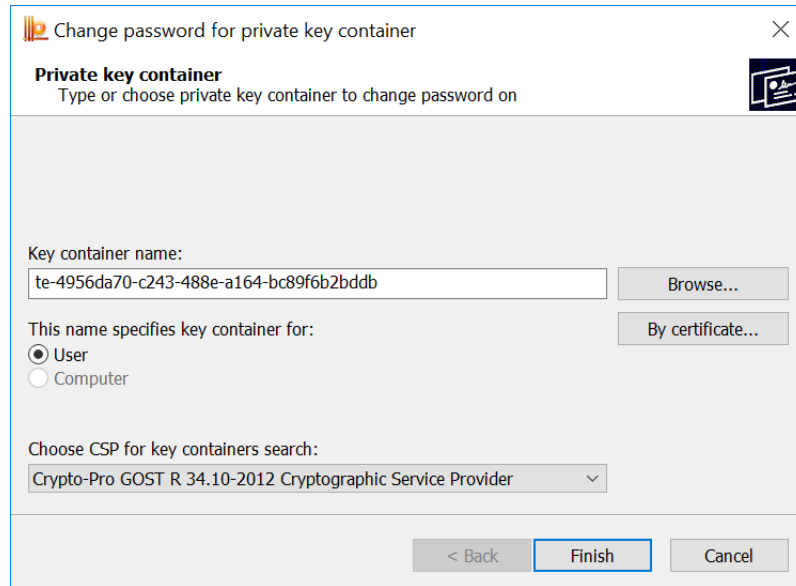 Change password for private key container
Private key container
Type or choose private key container to change password on
Key container name:
te-4956da70-c243-488e-a164-bc89f6b2bddb
Browse...
This name specifies key container for:
By certificate...
User
Computer
Choose CSP for key containers search:
Crypto-Pro GOST R 34.10-2012 Cryptographic Service Provider
< Back
Finish
Cancel